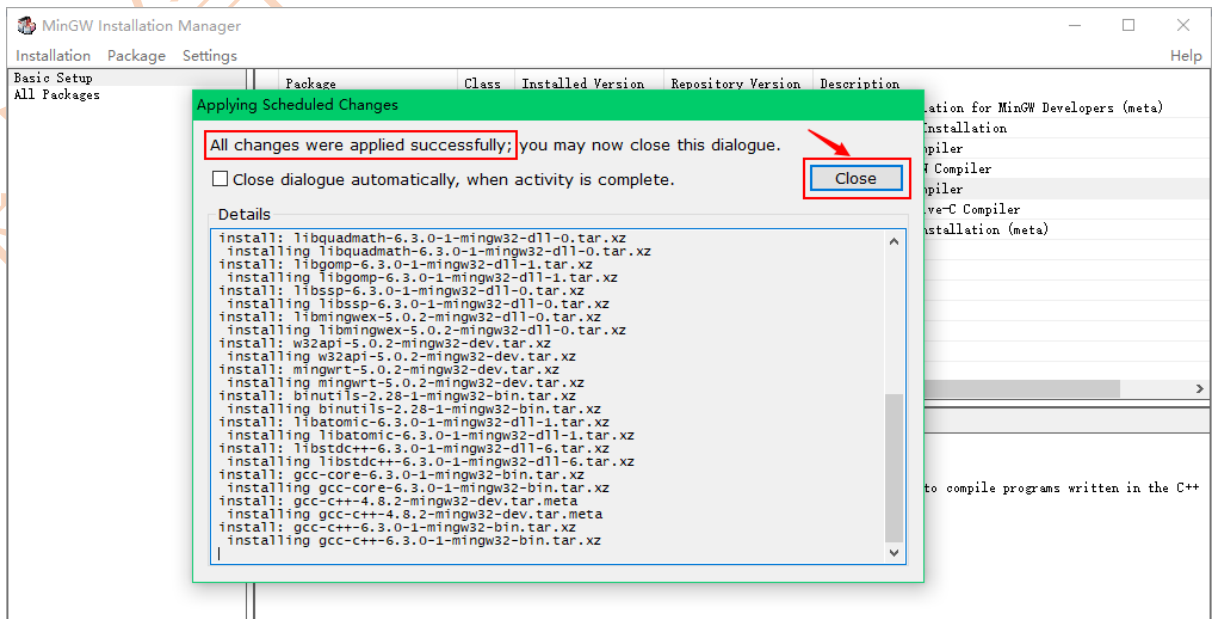 MinGW Installation Manager
Installation Package Settings Help
Basic Setup
All Packages
Package Class Installed Version Repository Version Description
Applying Scheduled Changes
All changes were applied successfully; you may now close this dialogue.
Close dialogue automatically, when activity is complete.
Close
Details
install: libquadmath-6.3.0-1-mingw32-dll-0.tar.xz
installing libquadmath-6.3.0-1-mingw32-dll-0.tar.xz
install: libgomp-6.3.0-1-mingw32-dll-1.tar.xz
installing libgomp-6.3.0-1-mingw32-dll-1.tar.xz
install: libssp-6.3.0-1-mingw32-dll-0.tar.xz
installing libssp-6.3.0-1-mingw32-dll-0.tar.xz
install: libmingwex-5.0.2-mingw32-dll-0.tar.xz
installing libmingwex-5.0.2-mingw32-dll-0.tar.xz
install: w32api-5.0.2-mingw32-dev.tar.xz
installing w32api-5.0.2-mingw32-dev.tar.xz
install: mingwrt-5.0.2-mingw32-dev.tar.xz
installing mingwrt-5.0.2-mingw32-dev.tar.xz
install: binutils-2.28-1-mingw32-bin.tar.xz
installing binutils-2.28-1-mingw32-bin.tar.xz
install: libatomic-6.3.0-1-mingw32-dll-1.tar.xz
installing libatomic-6.3.0-1-mingw32-dll-1.tar.xz
install: libstdc++-6.3.0-1-mingw32-dll-6.tar.xz
installing libstdc++-6.3.0-1-mingw32-dll-6.tar.xz
install: gcc-core-6.3.0-1-mingw32-bin.tar.xz
installing gcc-core-6.3.0-1-mingw32-bin.tar.xz
install: gcc-c++-4.8.2-mingw32-dev.tar.meta
installing gcc-c++-4.8.2-mingw32-dev.tar.meta
install: gcc-c++-6.3.0-1-mingw32-bin.tar.xz
installing gcc-c++-6.3.0-1-mingw32-bin.tar.xz
for MinGW Developers (meta)
Compiler
Compiler
(meta)
to compile programs written in the C++